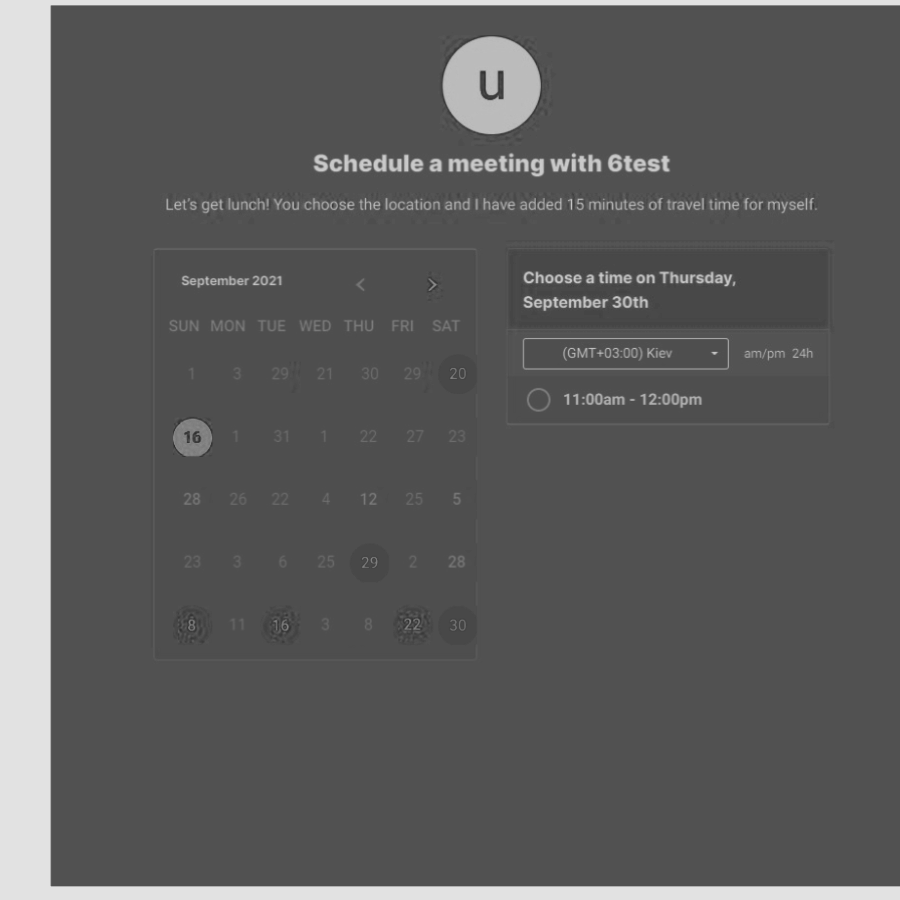 u
Schedule a meeting with 6test
Let's get lunch! You choose the location and I have added 15 minutes of travel time for myself.
September 2021
SUN MON TUE WED THU FRI SAT
1 3 29 21 30 29 20
16 1 31 1 22 27 23
28 26 22 4 12 25 5
23 3 6 25 29 2 28
8 11 16 3 8 22 30
Choose a time on Thursday,
September 30th
(GMT+03:00) Kiev am/pm 24h
11:00am - 12:00pm